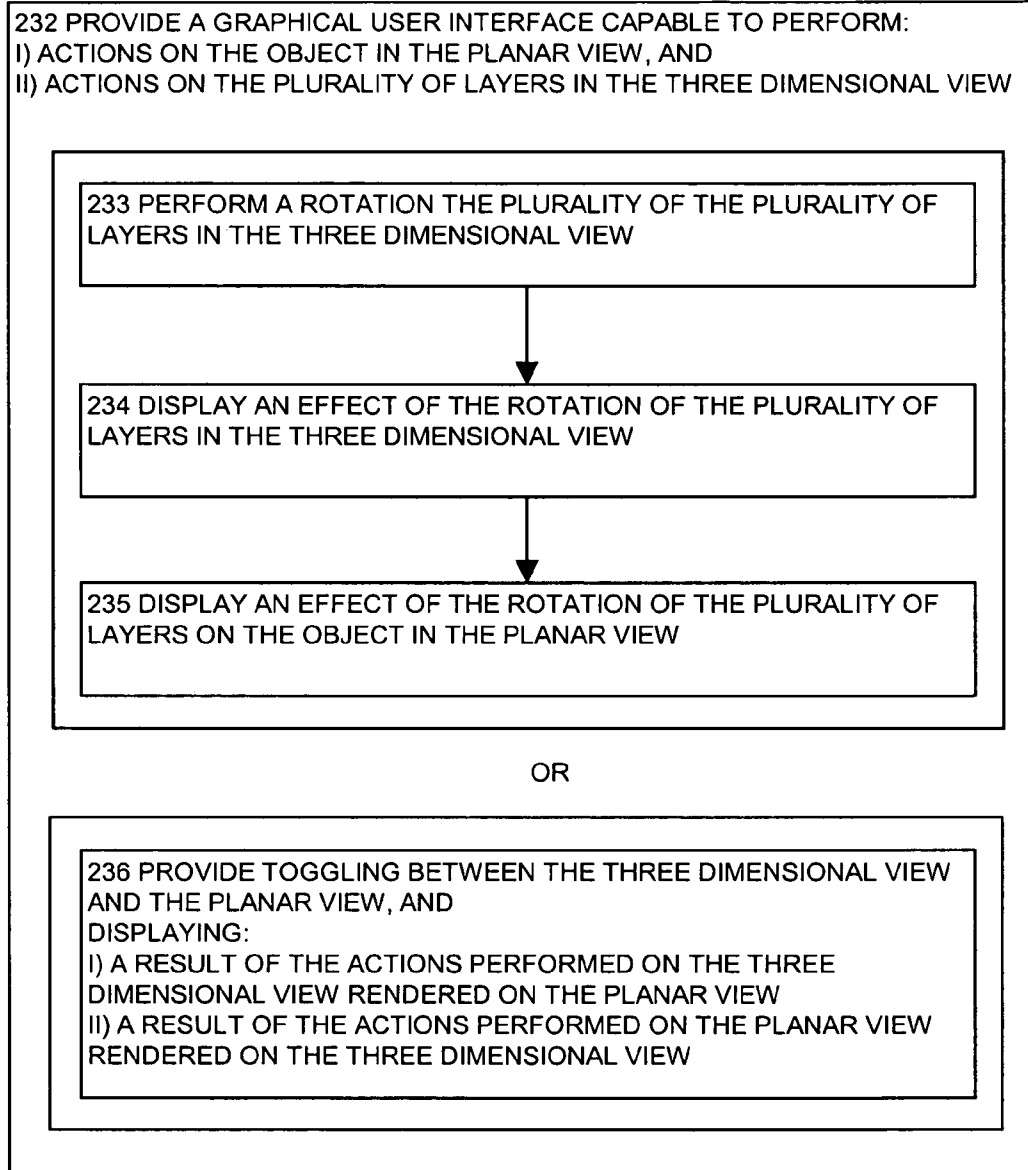 232 PROVIDE A GRAPHICAL USER INTERFACE CAPABLE TO PERFORM:
I) ACTIONS ON THE OBJECT IN THE PLANAR VIEW, AND
II) ACTIONS ON THE PLURALITY OF LAYERS IN THE THREE DIMENSIONAL VIEW
233 PERFORM A ROTATION THE PLURALITY OF THE PLURALITY OF
LAYERS IN THE THREE DIMENSIONAL VIEW
234 DISPLAY AN EFFECT OF THE ROTATION OF THE PLURALITY OF
LAYERS IN THE THREE DIMENSIONAL VIEW
235 DISPLAY AN EFFECT OF THE ROTATION OF THE PLURALITY OF
LAYERS ON THE OBJECT IN THE PLANAR VIEW
OR
236 PROVIDE TOGGLING BETWEEN THE THREE DIMENSIONAL VIEW
AND THE PLANAR VIEW, AND
DISPLAYING:
I) A RESULT OF THE ACTIONS PERFORMED ON THE THREE
DIMENSIONAL VIEW RENDERED ON THE PLANAR VIEW
II) A RESULT OF THE ACTIONS PERFORMED ON THE PLANAR VIEW
RENDERED ON THE THREE DIMENSIONAL VIEW